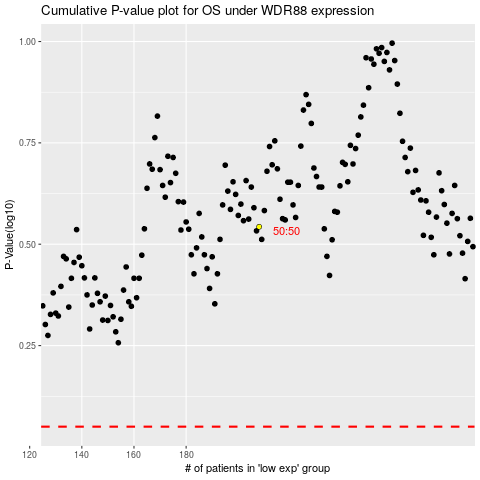 Cumulative P-value plot for OS under WDR88 expression
1.00
0.75
0.50
0.25
P-Value(log10)
50:50
120 140 160 180
# of patients in 'low exp' group